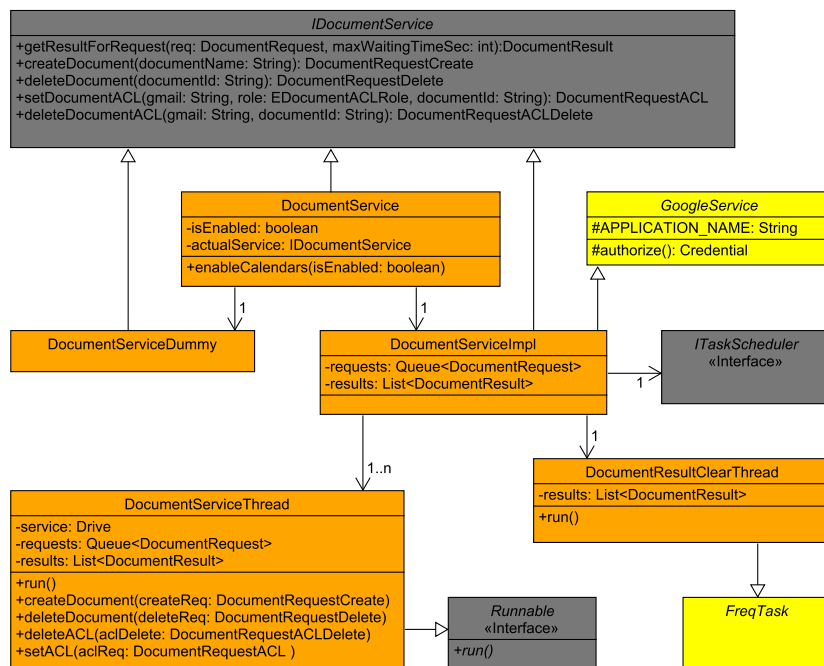 IDocumentService
+getResultForRequest(req: DocumentRequest, maxWaitingTimeSec: int):DocumentResult
+createDocument(documentName: String): DocumentRequestCreate
+deleteDocument(documentId: String): DocumentRequestDelete
+setDocumentACL(gmail: String, role: EDocumentACLRole, documentId: String): DocumentRequestACL
+deleteDocumentACL(gmail: String, documentId: String): DocumentRequestACLDelete
DocumentService
-isEnabled: boolean
-actualService: IDocumentService
+enableCalendars(isEnabled: boolean)
GoogleService
#APPLICATION_NAME: String
#authorize(): Credential
1
1
DocumentServiceDummy
DocumentServiceImpl
-requests: Queue<DocumentRequest>
-results: List<DocumentResult>
ITaskScheduler
«Interface»
1
1
1..n
DocumentResultClearThread
-results: List<DocumentResult>
+run()
DocumentServiceThread
-service: Drive
-requests: Queue<DocumentRequest>
-results: List<DocumentResult>
+run()
+createDocument(createReq: DocumentRequestCreate)
+deleteDocument(deleteReq: DocumentRequestDelete)
+deleteACL(aclDelete: DocumentRequestACLDelete)
+setACL(aclReq: DocumentRequestACL )
Runnable
«Interface»
+run()
FreqTask